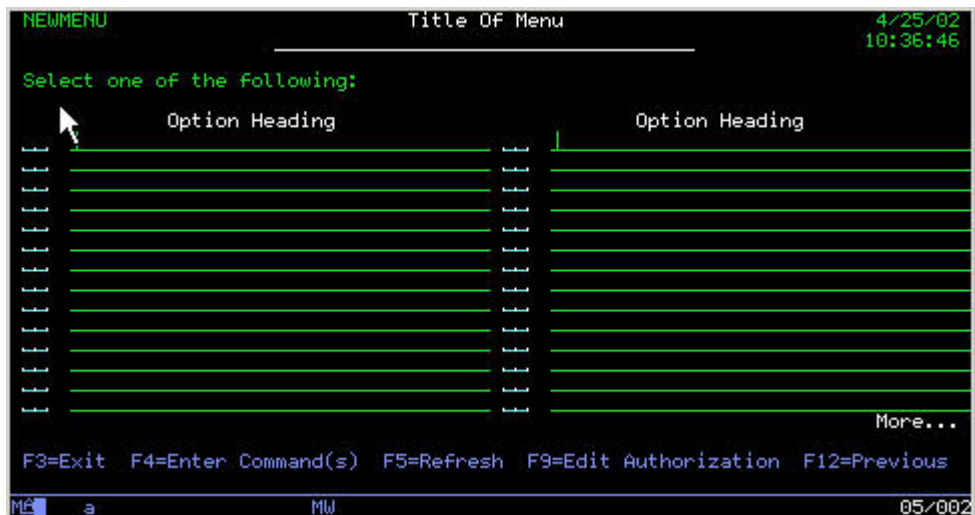 NEWMENU Title Of Menu 4/25/02
10:36:46
Select one of the following:
Option Heading Option Heading
More...
F3=Exit F4=Enter Command(s) F5=Refresh F9=Edit Authorization F12=Previous
a MW 05/002